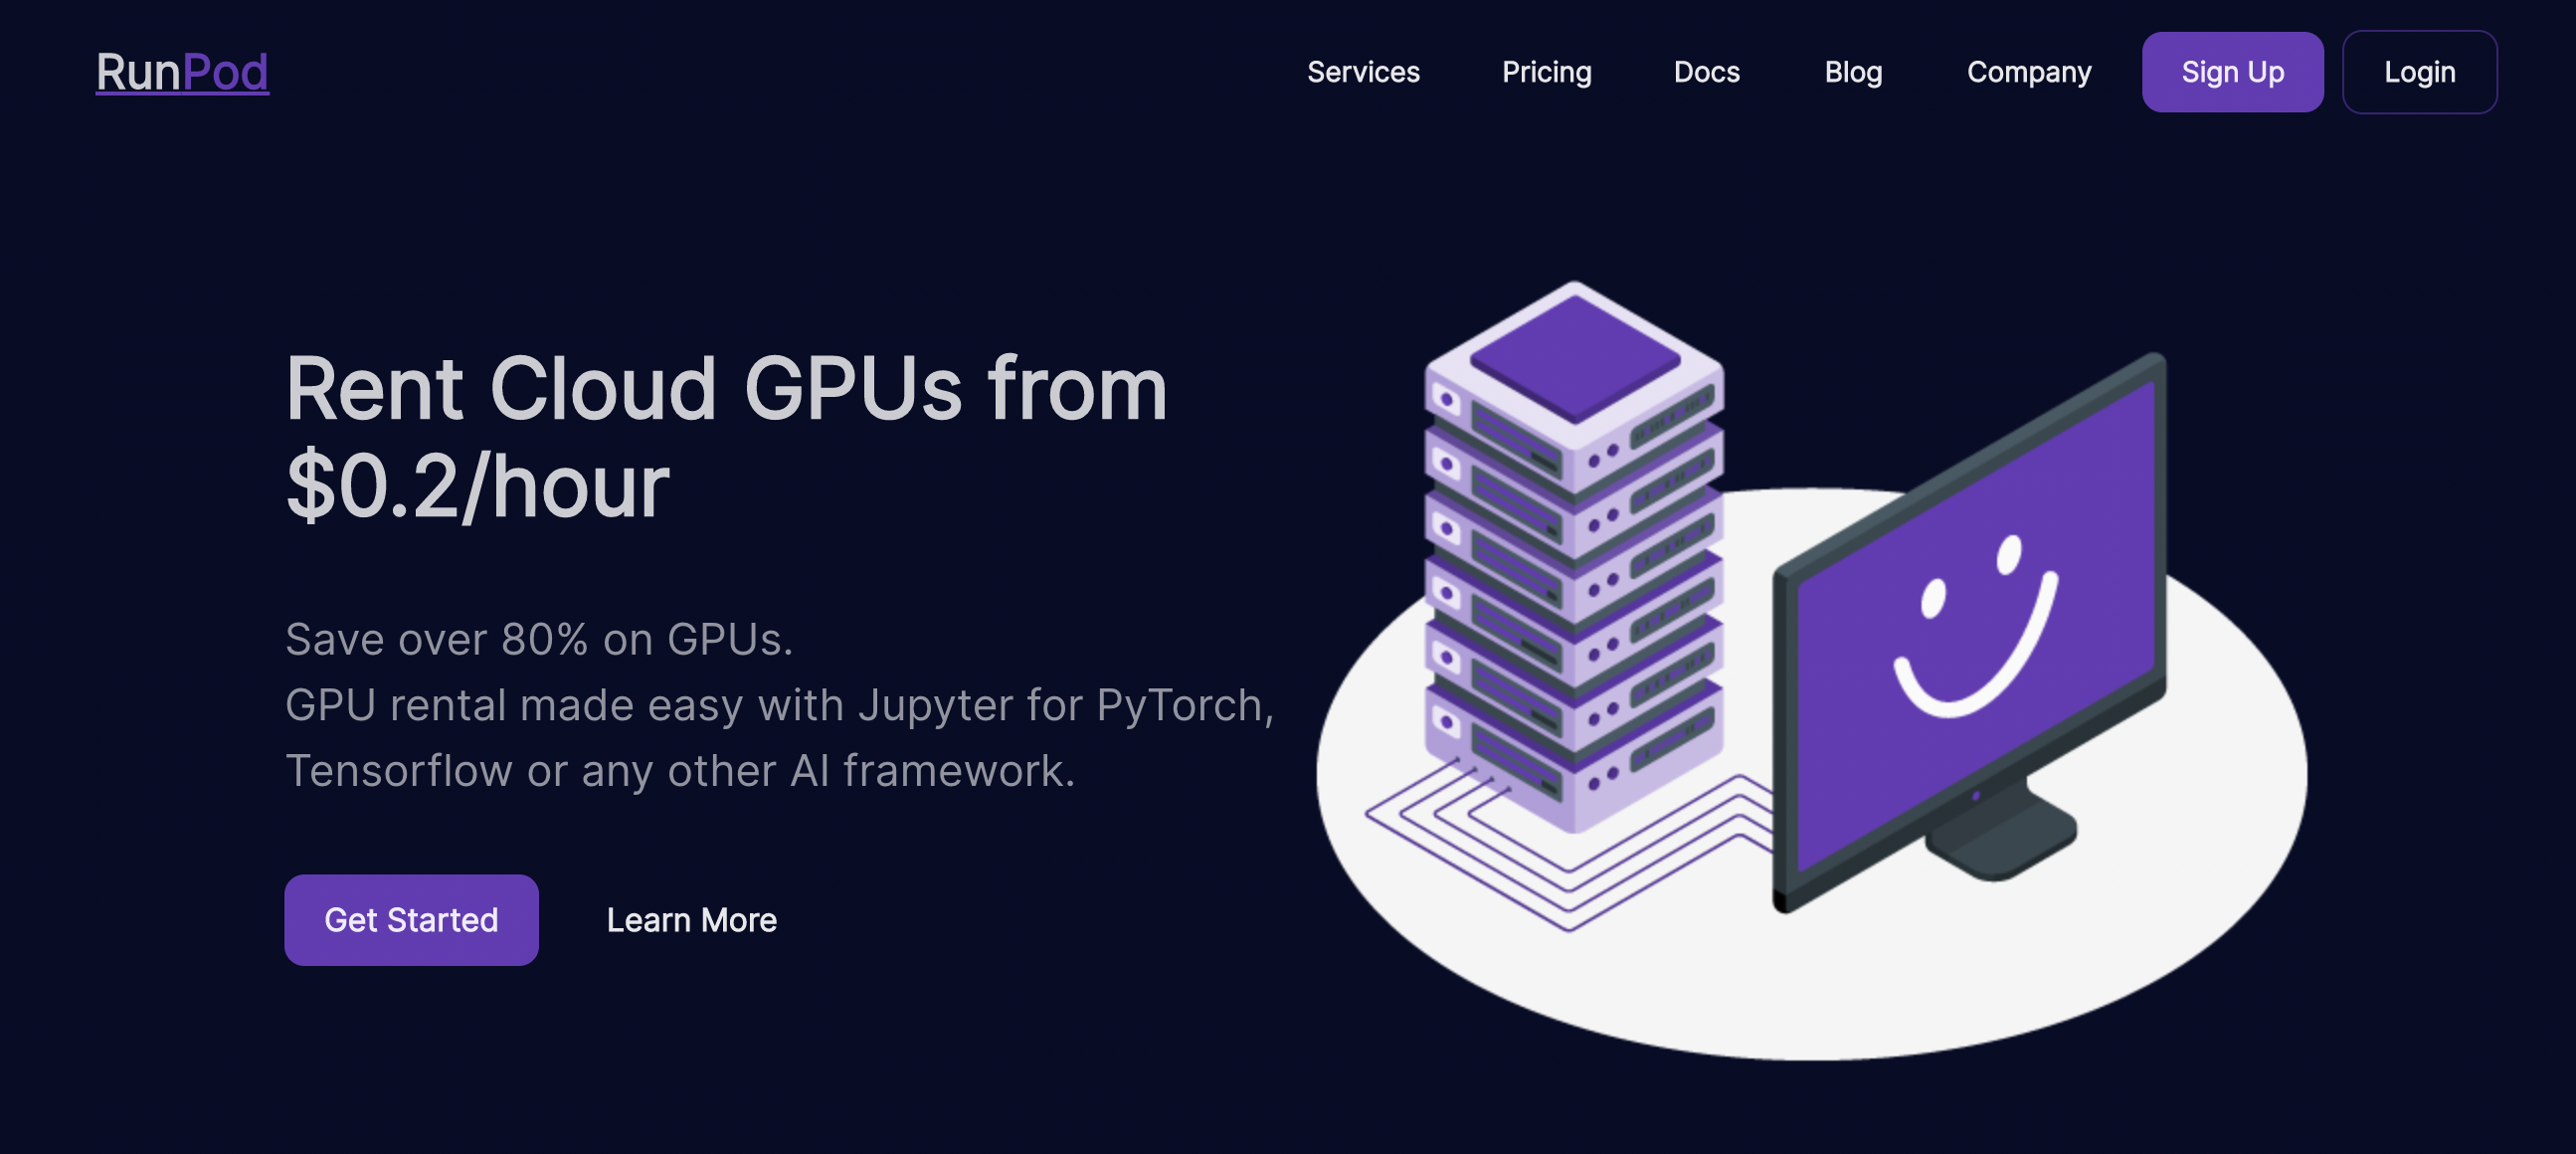 RunPod
Services
Pricing
Docs
Blog
Company
Sign Up
Login
Rent Cloud GPUs from
$0.2/hour
Save over 80% on GPUs.
GPU rental made easy with Jupyter for PyTorch,
Tensorflow or any other AI framework.
Get Started
Learn More